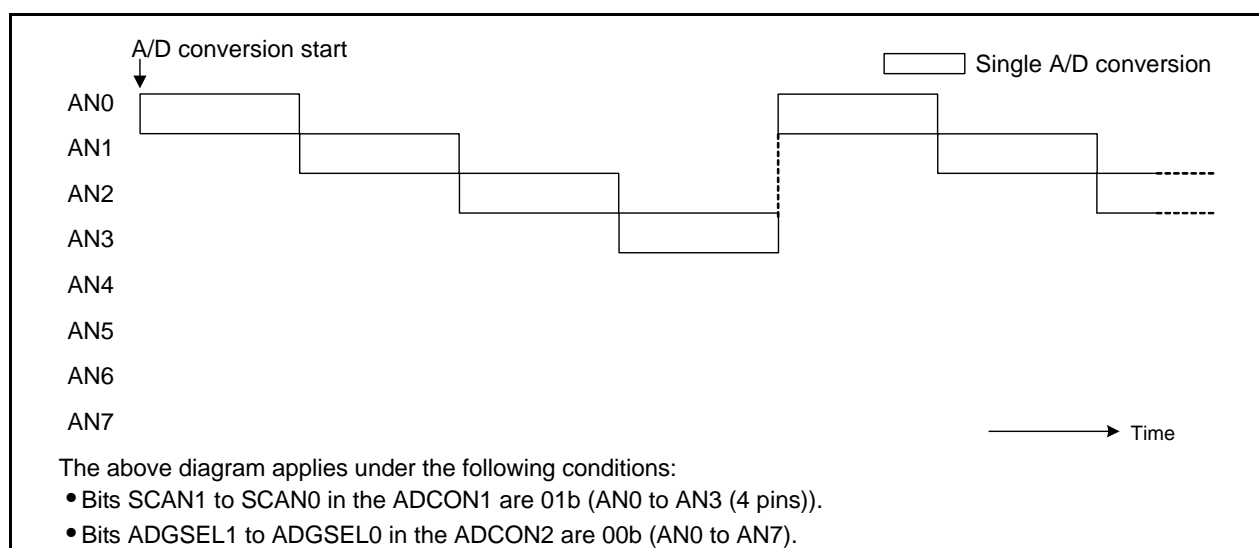 A/D conversion start
Single A/D conversion
AN0
AN1
AN2
AN3
AN4
AN5
AN6
AN7
Time
The above diagram applies under the following conditions:
• Bits SCAN1 to SCAN0 in the ADCON1 are 01b (AN0 to AN3 (4 pins)).
• Bits ADGSEL1 to ADGSEL0 in the ADCON2 are 00b (AN0 to AN7).